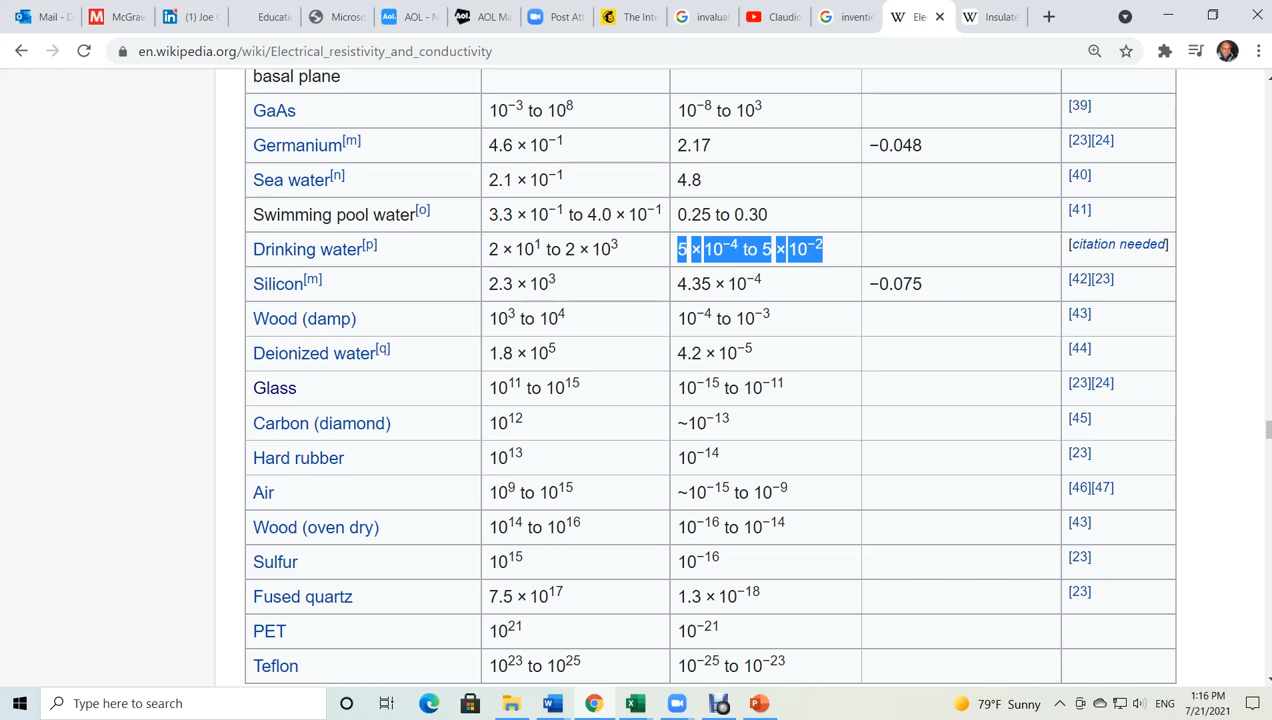 Mail - D McGraw (1) Joe ( Educati Microsc AOL - N AOL Ma Post Att The Inte invalual Claudio inventic Ele Insulate
en.wikipedia.org/wiki/Electrical_resistivity_and_conductivity
basal plane
GaAs 10−3 to 108 10−8 to 103 [39]
Germanium[m] 4.6 × 10−1 2.17 −0.048 [23][24]
Sea water[n] 2.1 × 10−1 4.8 [40]
Swimming pool water[o] 3.3 × 10−1 to 4.0 × 10−1 0.25 to 0.30 [41]
Drinking water[p] 2 × 101 to 2 × 103 5 × 10−4 to 5 × 10−2 [citation needed]
Silicon[m] 2.3 × 103 4.35 × 10−4 −0.075 [42][23]
Wood (damp) 103 to 104 10−4 to 10−3 [43]
Deionized water[q] 1.8 × 105 4.2 × 10−5 [44]
Glass 1011 to 1015 10−15 to 10−11 [23][24]
Carbon (diamond) 1012 ~10−13 [45]
Hard rubber 1013 10−14 [23]
Air 109 to 1015 ~10−15 to 10−9 [46][47]
Wood (oven dry) 1014 to 1016 10−16 to 10−14 [43]
Sulfur 1015 10−16 [23]
Fused quartz 7.5 × 1017 1.3 × 10−18 [23]
PET 1021 10−21
Teflon 1023 to 1025 10−25 to 10−23
Type here to search 79°F Sunny ENG 1:16 PM
7/21/2021